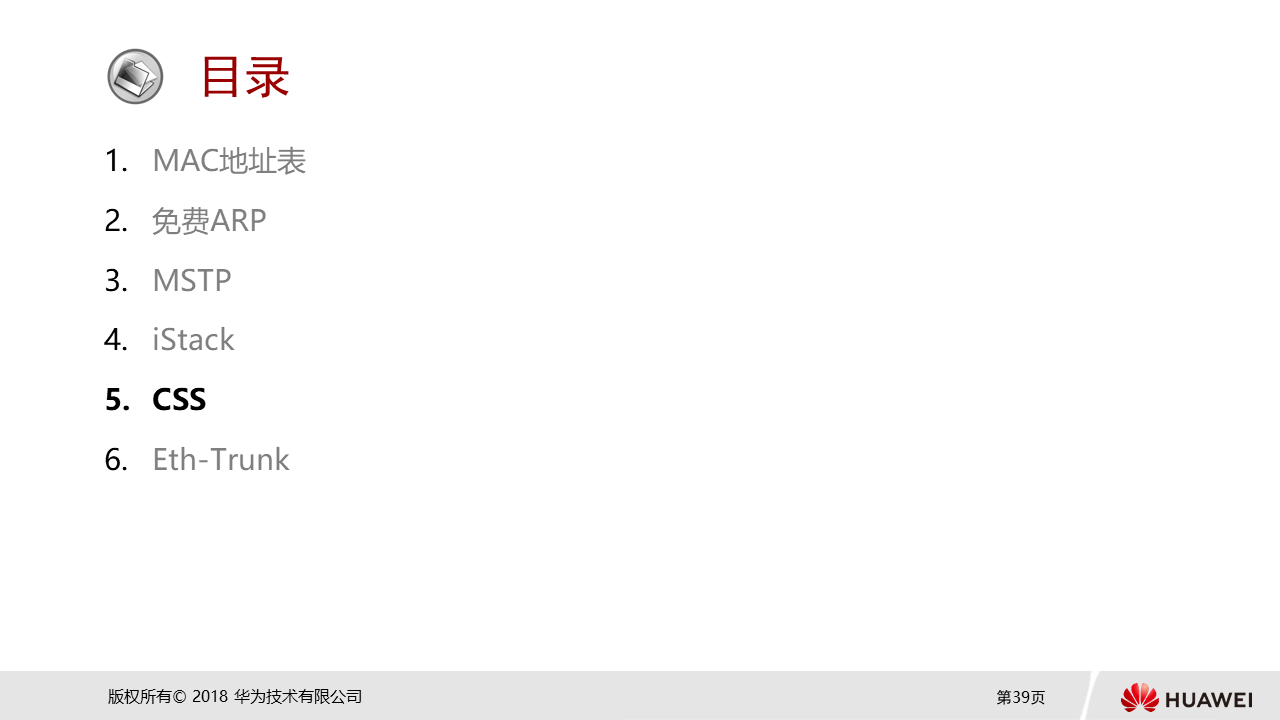 目录
1. MAC地址表
2. 免费ARP
3. MSTP
4. iStack
5. CSS
6. Eth-Trunk
版权所有© 2018 华为技术有限公司
第39页
HUAWEI